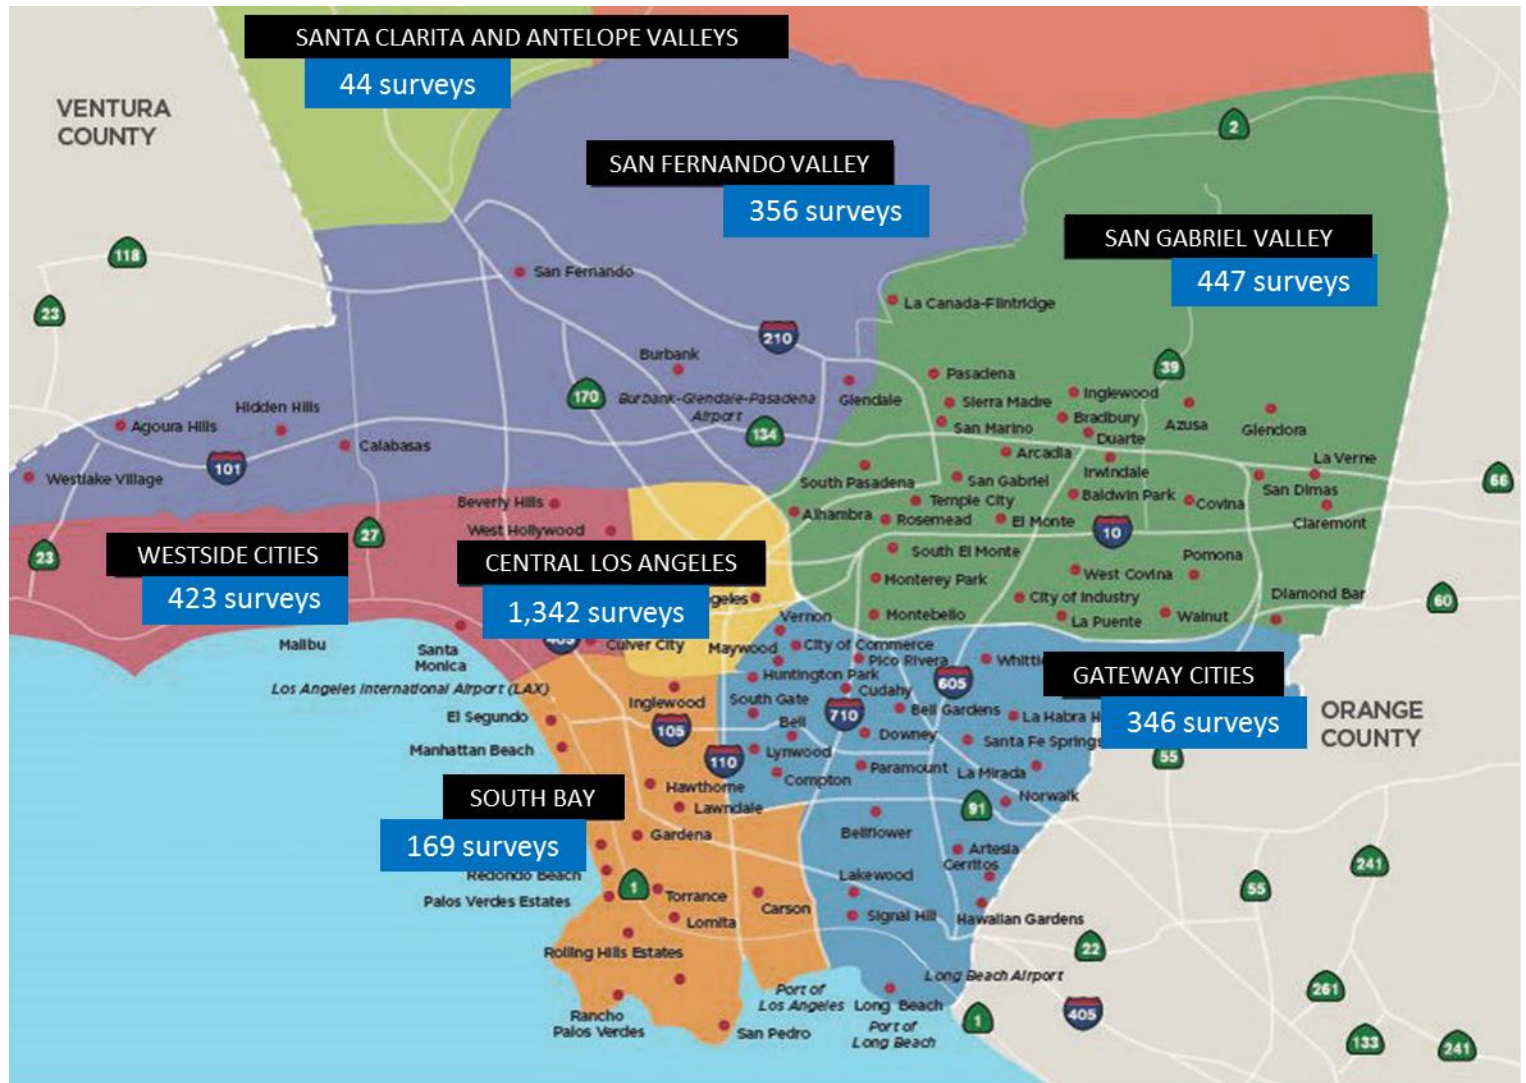 SANTA CLARITA AND ANTELOPE VALLEYS
44 surveys
VENTURA
COUNTY
2
SAN FERNANDO VALLEY
356 surveys
SAN GABRIEL VALLEY
447 surveys
118
23
San Fernando
La Canada-Flintridge
210
Burbank
39
Pasadena
170
Burbank-Glendale-Pasadena
Airport
Glendale
Sierra Madre
Inglewood
Hidden Hills
Bradbury
Azusa
Glendora
Agoura Hills
134
San Marino
Duarte
Calabasas
Arcadia
La Verne
101
Irwindale
66
Westlake Village
South Pasadena
San Gabriel
San Dimas
Beverly Hills
Temple City
Baldwin Park
Covina
Alhambra
Rosemead
El Monte
Claremont
27
West Hollywood
10
23
WESTSIDE CITIES
423 surveys
CENTRAL LOS ANGELES
1,342 surveys
South El Monte
Pomona
Monterey Park
West Covina
geles
City of Industry
Diamond Bar
60
Vernon
Montebello
La Puente
Walnut
405
Malibu
Santa
Monica
Culver City
Maywood
City of Commerce
Pico Rivera
Whitti
Huntington Park
GATEWAY CITIES
346 surveys
605
Los Angeles International Airport (LAX)
Inglewood
South Gate
Cudahy
El Segundo
105
Bell
710
Bell Gardens
La Habra H
ORANGE
COUNTY
Manhattan Beach
Lynwood
Downey
Santa Fe Springs
55
110
Compton
Paramount
La Mirada
SOUTH BAY
169 surveys
Hawthorne
Lawndale
91
Norwalk
Gardena
Bellflower
Artesia
Cerritos
241
Redondo Beach
Lakewood
1
55
Palos Verdes Estates
Torrance
Carson
Lomita
Signal Hill
Hawaiian Gardens
22
Rolling Hills Estates
Long Beach Airport
Port of
Los Angeles
Long Beach
261
Rancho
Palos Verdes
San Pedro
Port of
Long Beach
1
405
133
241